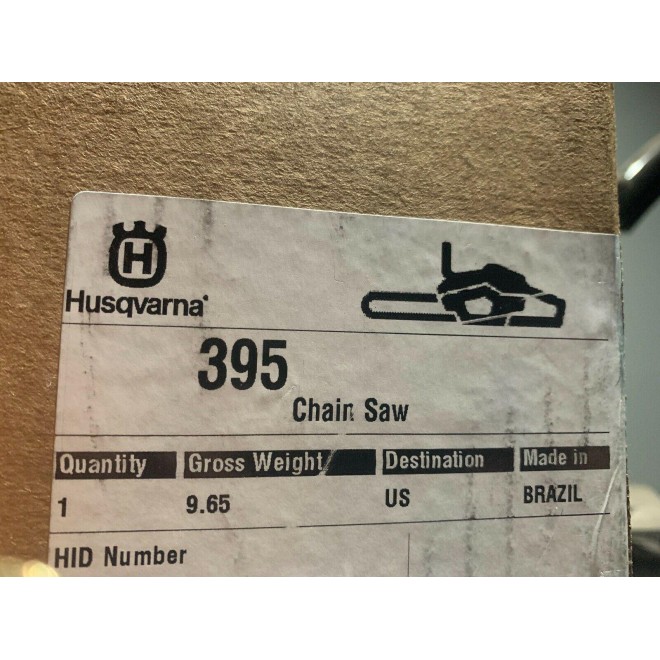 H
Husqvarna
395
Chain Saw
Quantity Gross Weight Destination Made in
1 9.65 US BRAZIL
HID Number